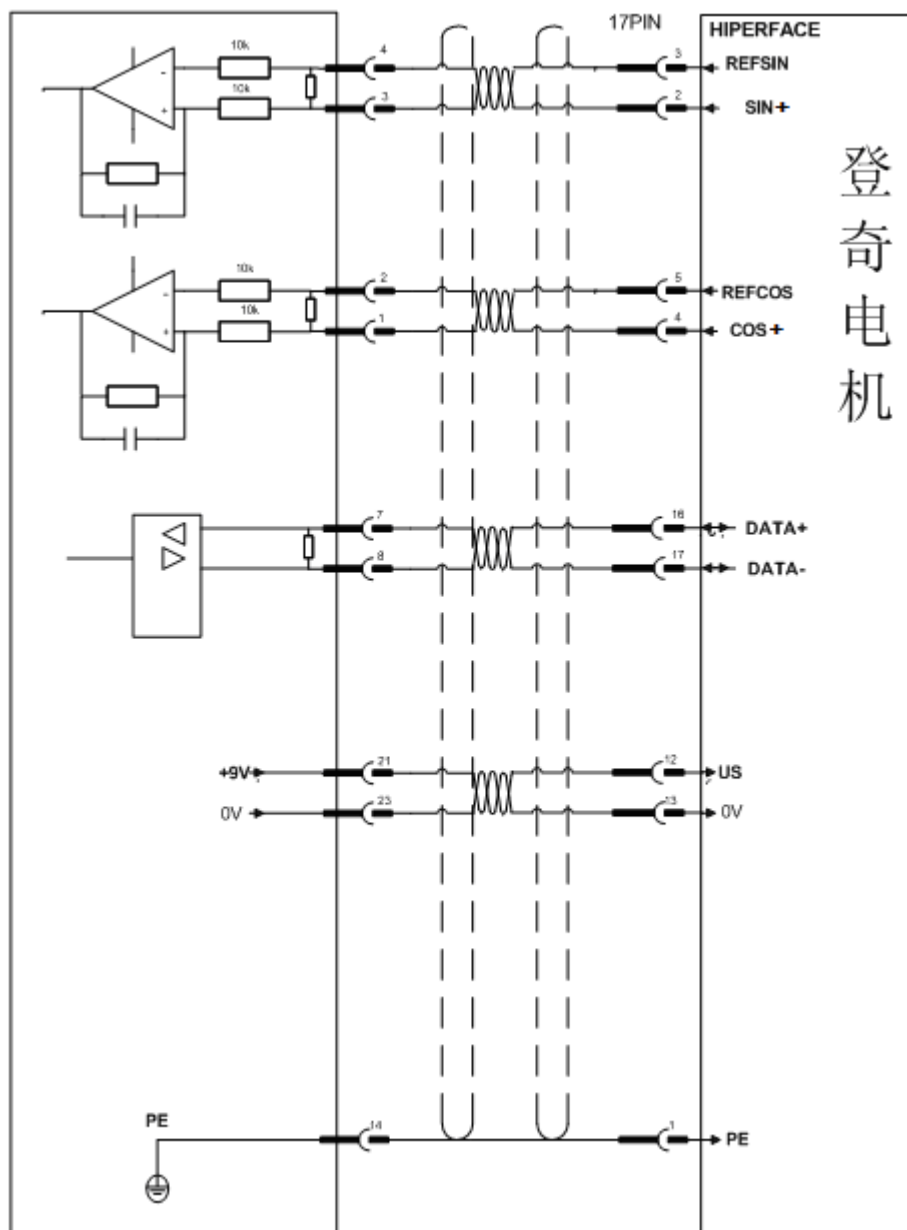 17PIN
HIPERFACE
10k
4
3
REFSIN
-
10k
3
2
SIN+
+
登奇电机
10k
2
5
REFCOS
-
10k
1
4
COS+
+
7
16
DATA+
8
17
DATA-
+9V
21
12
US
0V
23
13
0V
PE
14
1
PE